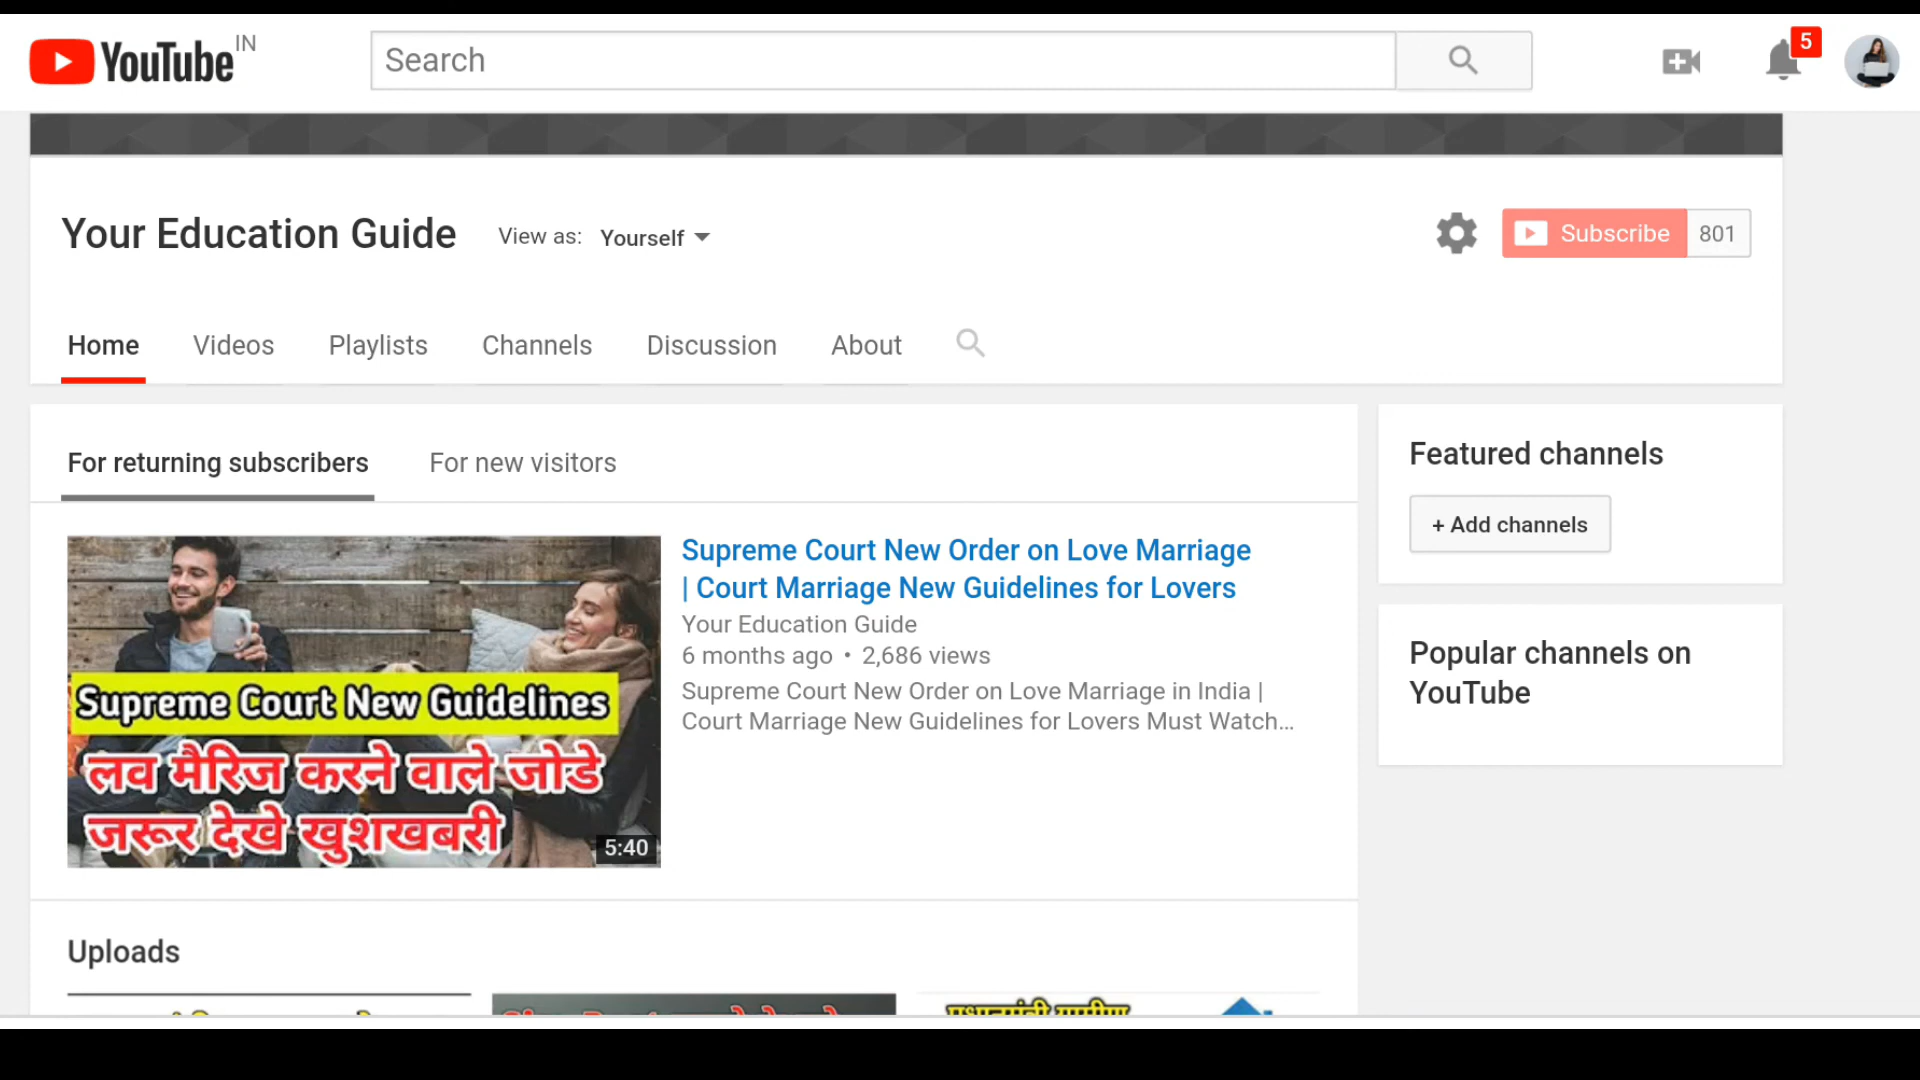 YouTube IN
Search
5
Your Education Guide
View as: Yourself
Subscribe 801
Home Videos Playlists Channels Discussion About
For returning subscribers For new visitors
Supreme Court New Guidelines
लव मैरिज करने वाले जोडे
जरूर देखे खुशखबरी
5:40
Supreme Court New Order on Love Marriage
| Court Marriage New Guidelines for Lovers
Your Education Guide
6 months ago • 2,686 views
Supreme Court New Order on Love Marriage in India |
Court Marriage New Guidelines for Lovers Must Watch...
Featured channels
+ Add channels
Popular channels on
YouTube
Uploads